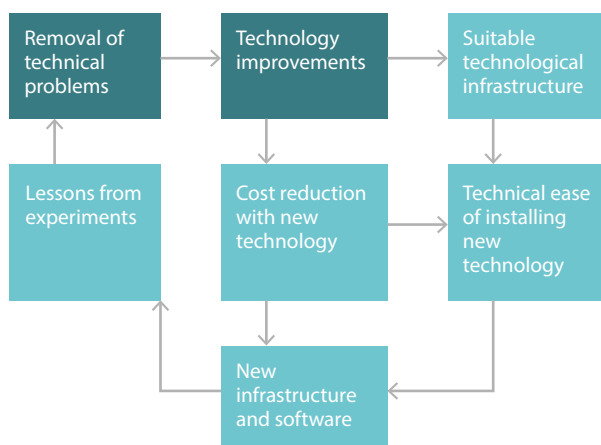 Removal of
technical
problems
Technology
improvements
Suitable
technological
infrastructure
Lessons from
experiments
Cost reduction
with new
technology
Technical ease
of installing
new
technology
New
infrastructure
and software